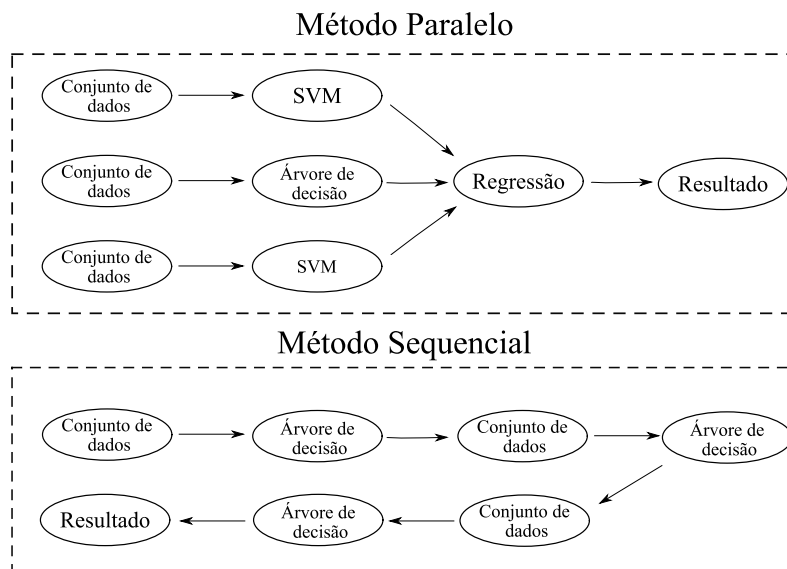 Método Paralelo
Conjunto de
dados
SVM
Conjunto de
dados
Árvore de
decisão
Regressão
Resultado
Conjunto de
dados
SVM
Método Sequencial
Conjunto de
dados
Árvore de
decisão
Conjunto de
dados
Árvore de
decisão
Conjunto de
dados
Árvore de
decisão
Resultado